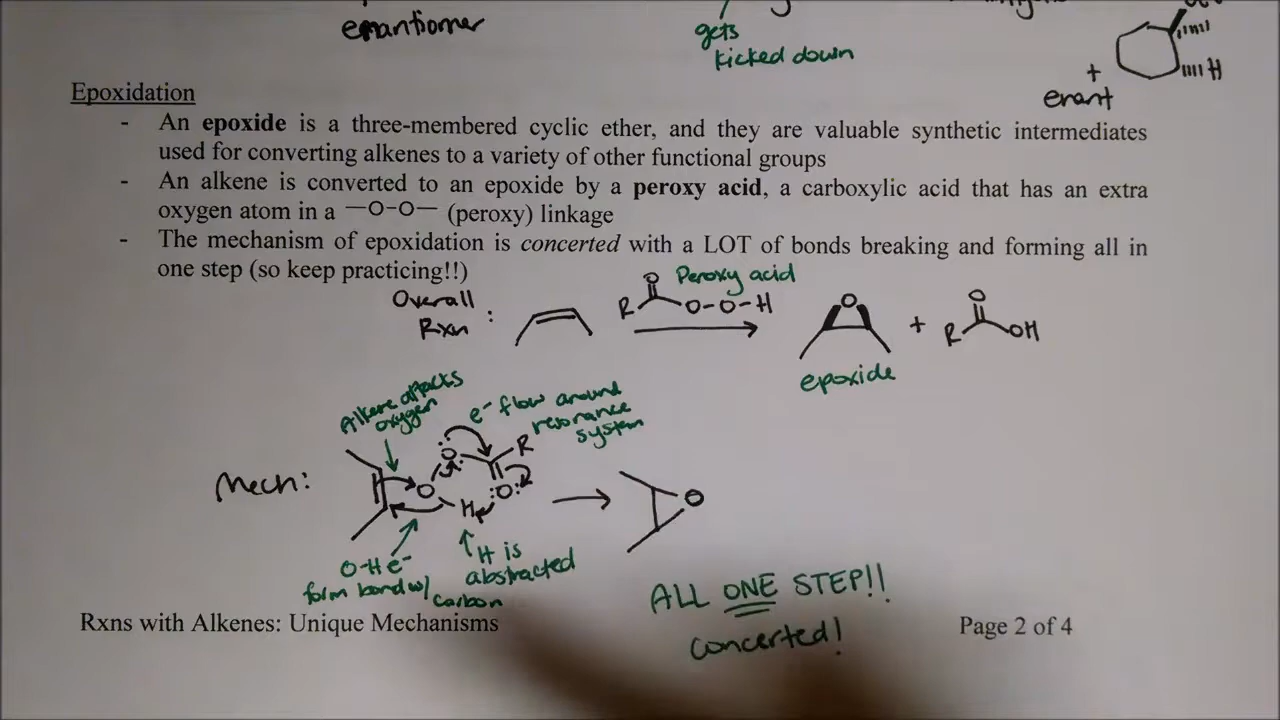 enantiomer
gets
kicked down
+
enant
H
Epoxidation
- An epoxide is a three-membered cyclic ether, and they are valuable synthetic intermediates
used for converting alkenes to a variety of other functional groups
- An alkene is converted to an epoxide by a peroxy acid, a carboxylic acid that has an extra
oxygen atom in a —O-O— (peroxy) linkage
- The mechanism of epoxidation is concerted with a LOT of bonds breaking and forming all in
one step (so keep practicing!!)
Peroxy acid
Overall
Rxn :
O
R O-O-H
O
+
O
R OH
epoxide
Alkene attacks
oxygen
e- flow around
resonance
system
Mech:
O
R
O
O
H
O
O-H e-
form bond w/
carbon
H is
abstracted
ALL ONE STEP!!
concerted!
Rxns with Alkenes: Unique Mechanisms
Page 2 of 4